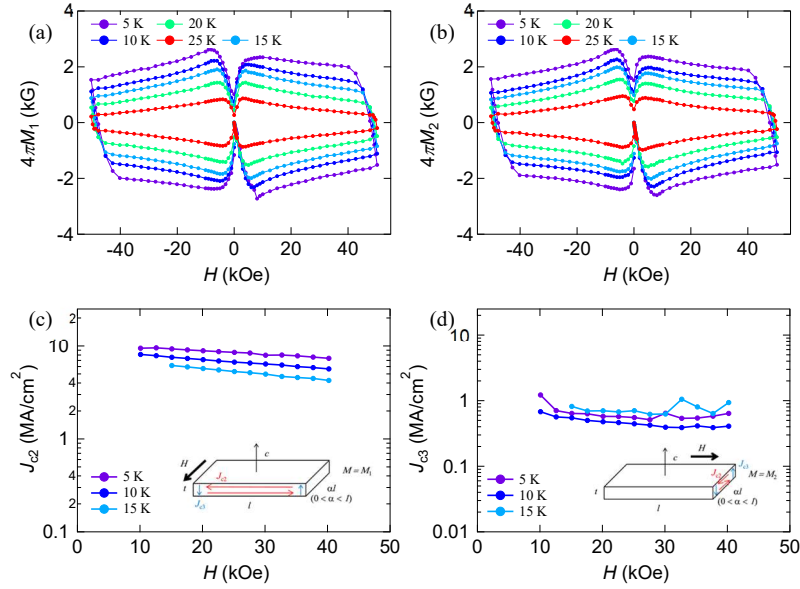 (a)
5 K
20 K
10 K
25 K
15 K
4πM1 (kG)
4
2
0
-2
-4
-40
-20
0
20
40
H (kOe)
(b)
5 K
20 K
10 K
25 K
15 K
4πM2 (kG)
4
2
0
-2
-4
-40
-20
0
20
40
H (kOe)
(c)
Jc2 (MA/cm2)
2
10
8
6
4
2
1
8
6
4
2
0.1
5 K
10 K
15 K
c
H
M = M1
Jc2
t
αl
Jc3
(0 < α < l)
l
0
10
20
30
40
50
H (kOe)
(d)
Jc3 (MA/cm2)
10
1
0.1
0.01
5 K
10 K
15 K
H
c
Jc3
M = M2
Jc2
t
αl
(0 < α < l)
l
0
10
20
30
40
50
H (kOe)